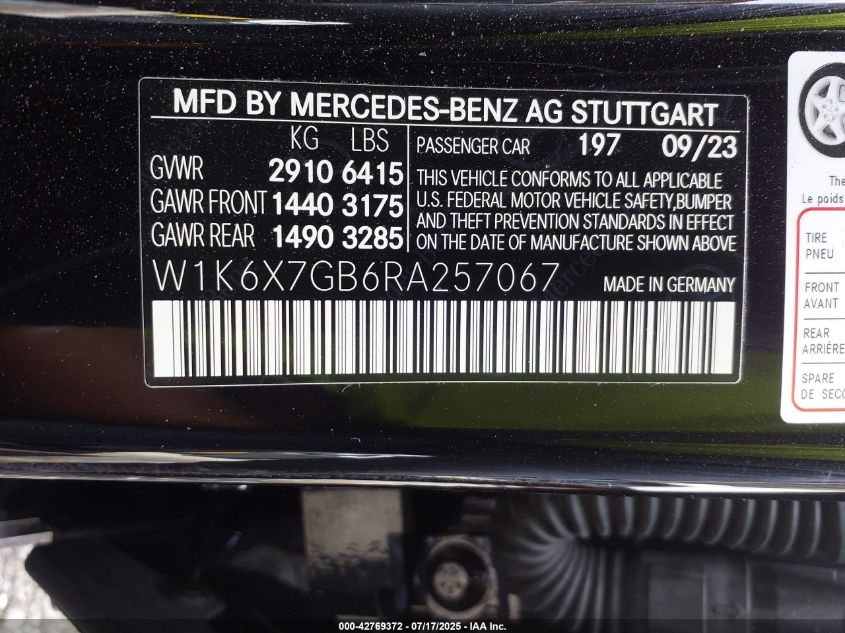 MFD BY MERCEDES-BENZ AG STUTTGART
KG LBS
GVWR 2910 6415
GAWR FRONT 1440 3175
GAWR REAR 1490 3285
PASSENGER CAR 197 09/23
THIS VEHICLE CONFORMS TO ALL APPLICABLE
U.S. FEDERAL MOTOR VEHICLE SAFETY,BUMPER
AND THEFT PREVENTION STANDARDS IN EFFECT
ON THE DATE OF MANUFACTURE SHOWN ABOVE
W1K6X7GB6RA257067 MADE IN GERMANY
The
Le poids
TIRE
PNEU
FRONT
AVANT
REAR
ARRIÈRE
SPARE
DE SECO
000-42769372 / 07/17/2025 / IAA Inc.